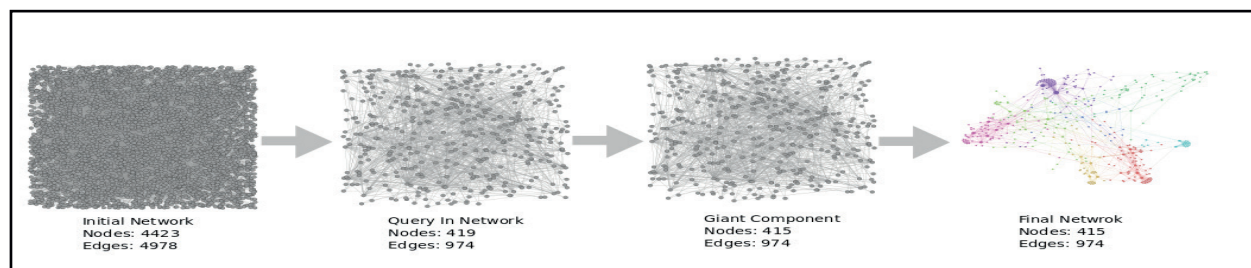 Initial Network
Nodes: 4423
Edges: 4978
Query In Network
Nodes: 419
Edges: 974
Giant Component
Nodes: 415
Edges: 974
Final Netwrok
Nodes: 415
Edges: 974